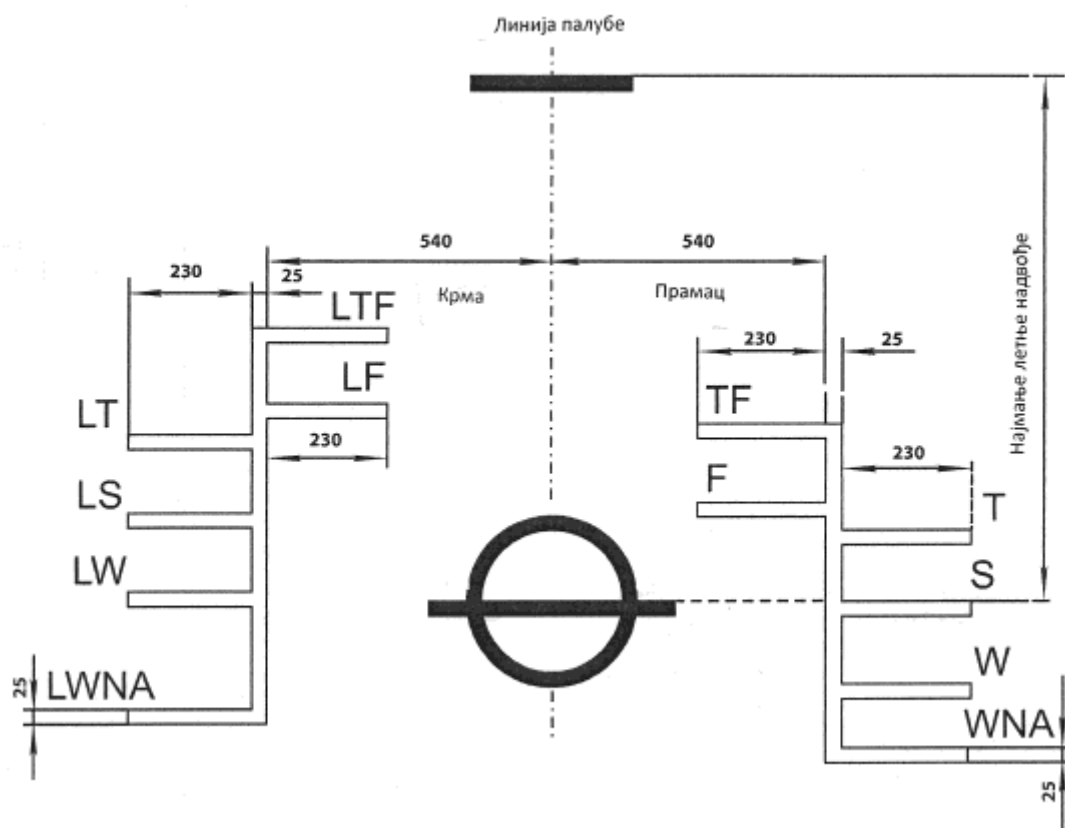 Линија палубе
540
540
230
25
Крма
Прамац
LTF
230
25
Најмање летње надвође
LF
TF
LT
230
230
F
LS
T
S
LW
W
LWNA
25
WNA
25